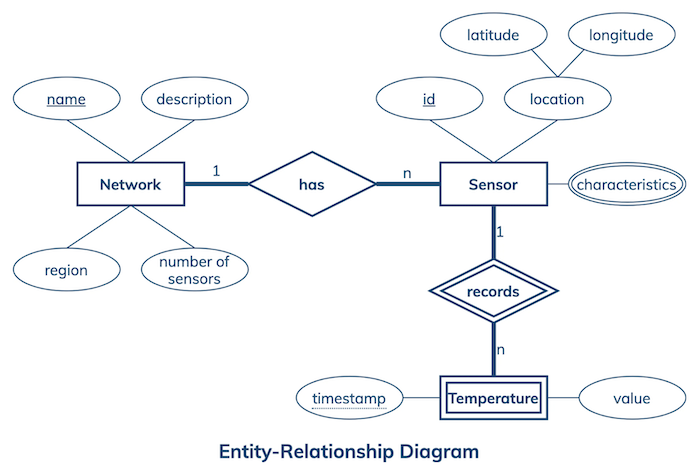 latitude
longitude
name
description
id
location
Network
1
has
n
Sensor
characteristics
1
region
number of
sensors
records
n
timestamp
Temperature
value
Entity-Relationship Diagram